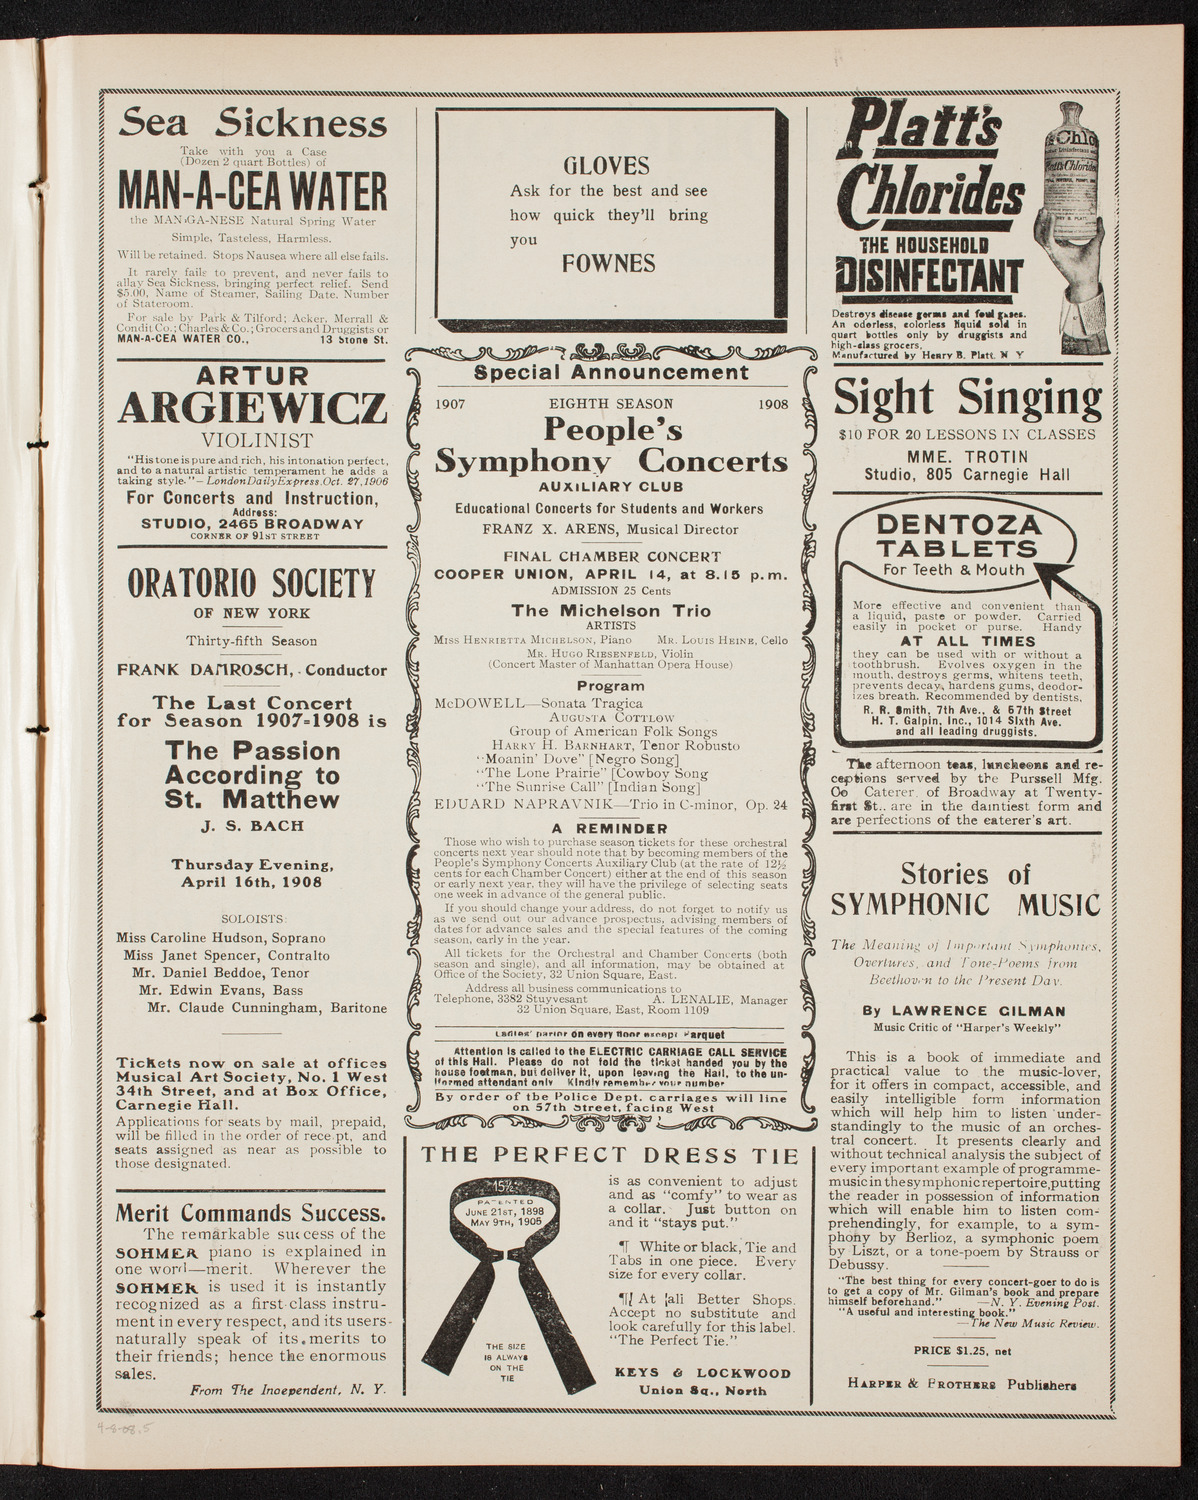 Sea Sickness
Take with you a Case
(Dozen 2 quart Bottles) of
MAN-A-CEA WATER
the MAN-GA-NESE Natural Spring Water
Simple, Tasteless, Harmless.
Will be retained. Stops Nausea where all else fails.
It rarely fails to prevent, and never fails to
allay Sea Sickness, bringing perfect relief. Send
$5.00, Name of Steamer, Sailing Date, Number
of Stateroom.
For sale by Park & Tilford; Acker, Merrall &
Condit Co.; Charles & Co.; Grocers and Druggists or
MAN-A-CEA WATER CO., 13 Stone St.
ARTUR
ARGIEWICZ
VIOLINIST
"His tone is pure and rich, his intonation perfect,
and to a natural artistic temperament he adds a
taking style."—London Daily Express, Oct. 27, 1906
For Concerts and Instruction,
Address:
STUDIO, 2465 BROADWAY
CORNER OF 91ST STREET
ORATORIO SOCIETY
OF NEW YORK
Thirty-fifth Season
FRANK DAMROSCH, . Conductor
The Last Concert
for Season 1907=1908 is
The Passion
According to
St. Matthew
J. S. BACH
Thursday Evening,
April 16th, 1908
SOLOISTS:
Miss Caroline Hudson, Soprano
Miss Janet Spencer, Contralto
Mr. Daniel Beddoe, Tenor
Mr. Edwin Evans, Bass
Mr. Claude Cunningham, Baritone
Tickets now on sale at offices
Musical Art Society, No. 1 West
34th Street, and at Box Office,
Carnegie Hall.
Applications for seats by mail, prepaid,
will be filled in the order of receipt, and
seats assigned as near as possible to
those designated.
Merit Commands Success.
The remarkable success of the
SOHMER piano is explained in
one word—merit. Wherever the
SOHMER is used it is instantly
recognized as a first-class instru-
ment in every respect, and its users
naturally speak of its merits to
their friends; hence the enormous
sales.
From The Independent, N. Y.
GLOVES
Ask for the best and see
how quick they'll bring
you
FOWNES
Special Announcement
1907 EIGHTH SEASON 1908
People's
Symphony Concerts
AUXILIARY CLUB
Educational Concerts for Students and Workers
FRANZ X. ARENS, Musical Director
FINAL CHAMBER CONCERT
COOPER UNION, APRIL 14, at 8.15 p.m.
ADMISSION 25 Cents
The Michelson Trio
ARTISTS
MISS HENRIETTA MICHELSON, Piano MR. LOUIS HEINE, Cello
MR. HUGO RIESENFELD, Violin
(Concert Master of Manhattan Opera House)
Program
McDOWELL—Sonata Tragica
AUGUSTA COTTLOW
Group of American Folk Songs
HARRY H. BARNHART, Tenor Robusto
"Moanin' Dove" [Negro Song]
"The Lone Prairie" [Cowboy Song
"The Sunrise Call" [Indian Song]
EDUARD NAPRAVNIK—Trio in C-minor, Op. 24
A REMINDER
Those who wish to purchase season tickets for these orchestral
concerts next year should note that by becoming members of the
People's Symphony Concerts Auxiliary Club (at the rate of 12½
cents for each Chamber Concert) either at the end of this season
or early next year, they will have the privilege of selecting seats
one week in advance of the general public.
If you should change your address, do not forget to notify us
as we send out our advance prospectus, advising members of
dates for advance sales and the special features of the coming
season, early in the year.
All tickets for the Orchestral and Chamber Concerts (both
season and single), and all information, may be obtained at
Office of the Society, 32 Union Square, East.
Address all business communications to
Telephone, 3382 Stuyvesant A. LENALIE, Manager
32 Union Square, East, Room 1109
Ladies' parlor on every floor except Parquet
Attention is called to the ELECTRIC CARRIAGE CALL SERVICE
of this Hall. Please do not fold the ticket handed you by the
house footman, but deliver it, upon leaving the Hall, to the un-
iformed attendant only Kindly remember your number
By order of the Police Dept. carriages will line
on 57th Street, facing West
THE PERFECT DRESS TIE
15½
PATENTED
JUNE 21ST, 1898
MAY 9TH, 1905
THE SIZE
IS ALWAYS
ON THE
TIE
is as convenient to adjust
and as "comfy" to wear as
a collar. Just button on
and it "stays put."
¶ White or black, Tie and
Tabs in one piece. Every
size for every collar.
¶ At all Better Shops.
Accept no substitute and
look carefully for this label.
"The Perfect Tie."
KEYS & LOCKWOOD
Union Sq., North
Platt's
Chlorides
THE HOUSEHOLD
DISINFECTANT
Destroys disease germs and foul gases.
An odorless, colorless liquid sold in
quart bottles only by druggists and
high-class grocers.
Manufactured by Henry B. Platt, N Y
Sight Singing
$10 FOR 20 LESSONS IN CLASSES
MME. TROTIN
Studio, 805 Carnegie Hall
DENTOZA
TABLETS
For Teeth & Mouth
More effective and convenient than
a liquid, paste or powder. Carried
easily in pocket or purse. Handy
AT ALL TIMES
they can be used with or without a
toothbrush. Evolves oxygen in the
mouth, destroys germs, whitens teeth,
prevents decay, hardens gums, deodor-
izes breath. Recommended by dentists.
R. R. Smith, 7th Ave., & 57th Street
H. T. Galpin, Inc., 1014 Sixth Ave.
and all leading druggists.
The afternoon teas, luncheons and re-
ceptions served by the Purssell Mfg.
Co Caterer, of Broadway at Twenty-
first St., are in the daintiest form and
are perfections of the eaterer's art.
Stories of
SYMPHONIC MUSIC
The Meaning of Important Symphonies,
Overtures, and Tone-Poems from
Beethoven to the Present Day.
By LAWRENCE GILMAN
Music Critic of "Harper's Weekly"
This is a book of immediate and
practical value to the music-lover,
for it offers in compact, accessible, and
easily intelligible form information
which will help him to listen under-
standingly to the music of an orches-
tral concert. It presents clearly and
without technical analysis the subject of
every important example of programme-
music in the symphonic repertoire, putting
the reader in possession of information
which will enable him to listen com-
prehendingly, for example, to a sym-
phony by Berlioz, a symphonic poem
by Liszt, or a tone-poem by Strauss or
Debussy.
"The best thing for every concert-goer to do is
to get a copy of Mr. Gilman's book and prepare
himself beforehand." —N. Y. Evening Post.
"A useful and interesting book."
—The New Music Review.
PRICE $1.25, net
HARPER & BROTHERS Publishers
4-8-08.5